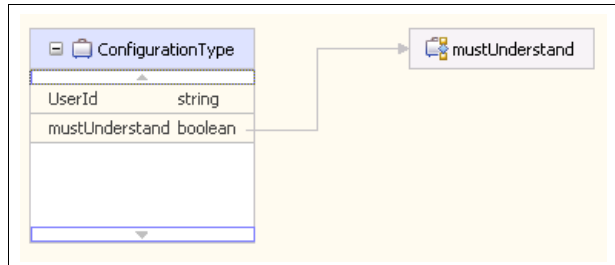 ConfigurationType
mustUnderstand
UserId string
mustUnderstand boolean